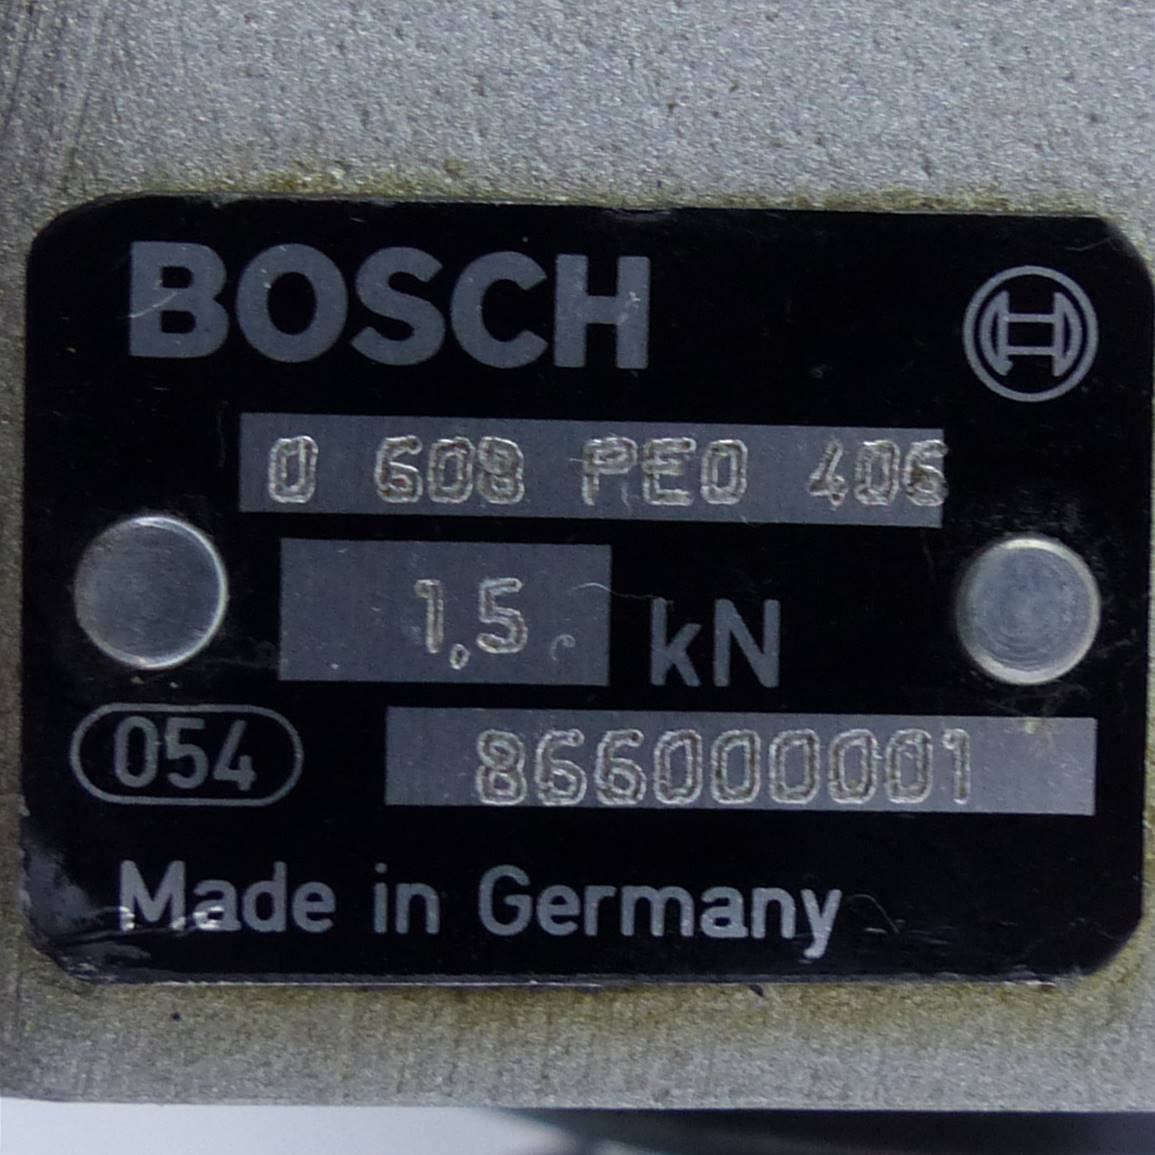 BOSCH
0 608 PE0 406
1,5 kN
054 866000001
Made in Germany